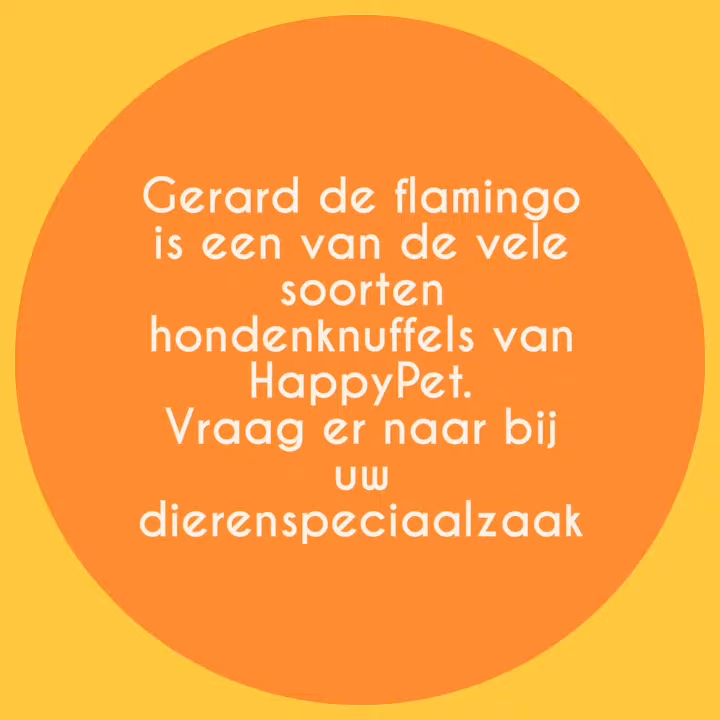 Gerard de flamingo
is een van de vele
soorten
hondenknuffels van
HappyPet.
Vraag er naar bij
uw
dierenspeciaalzaak